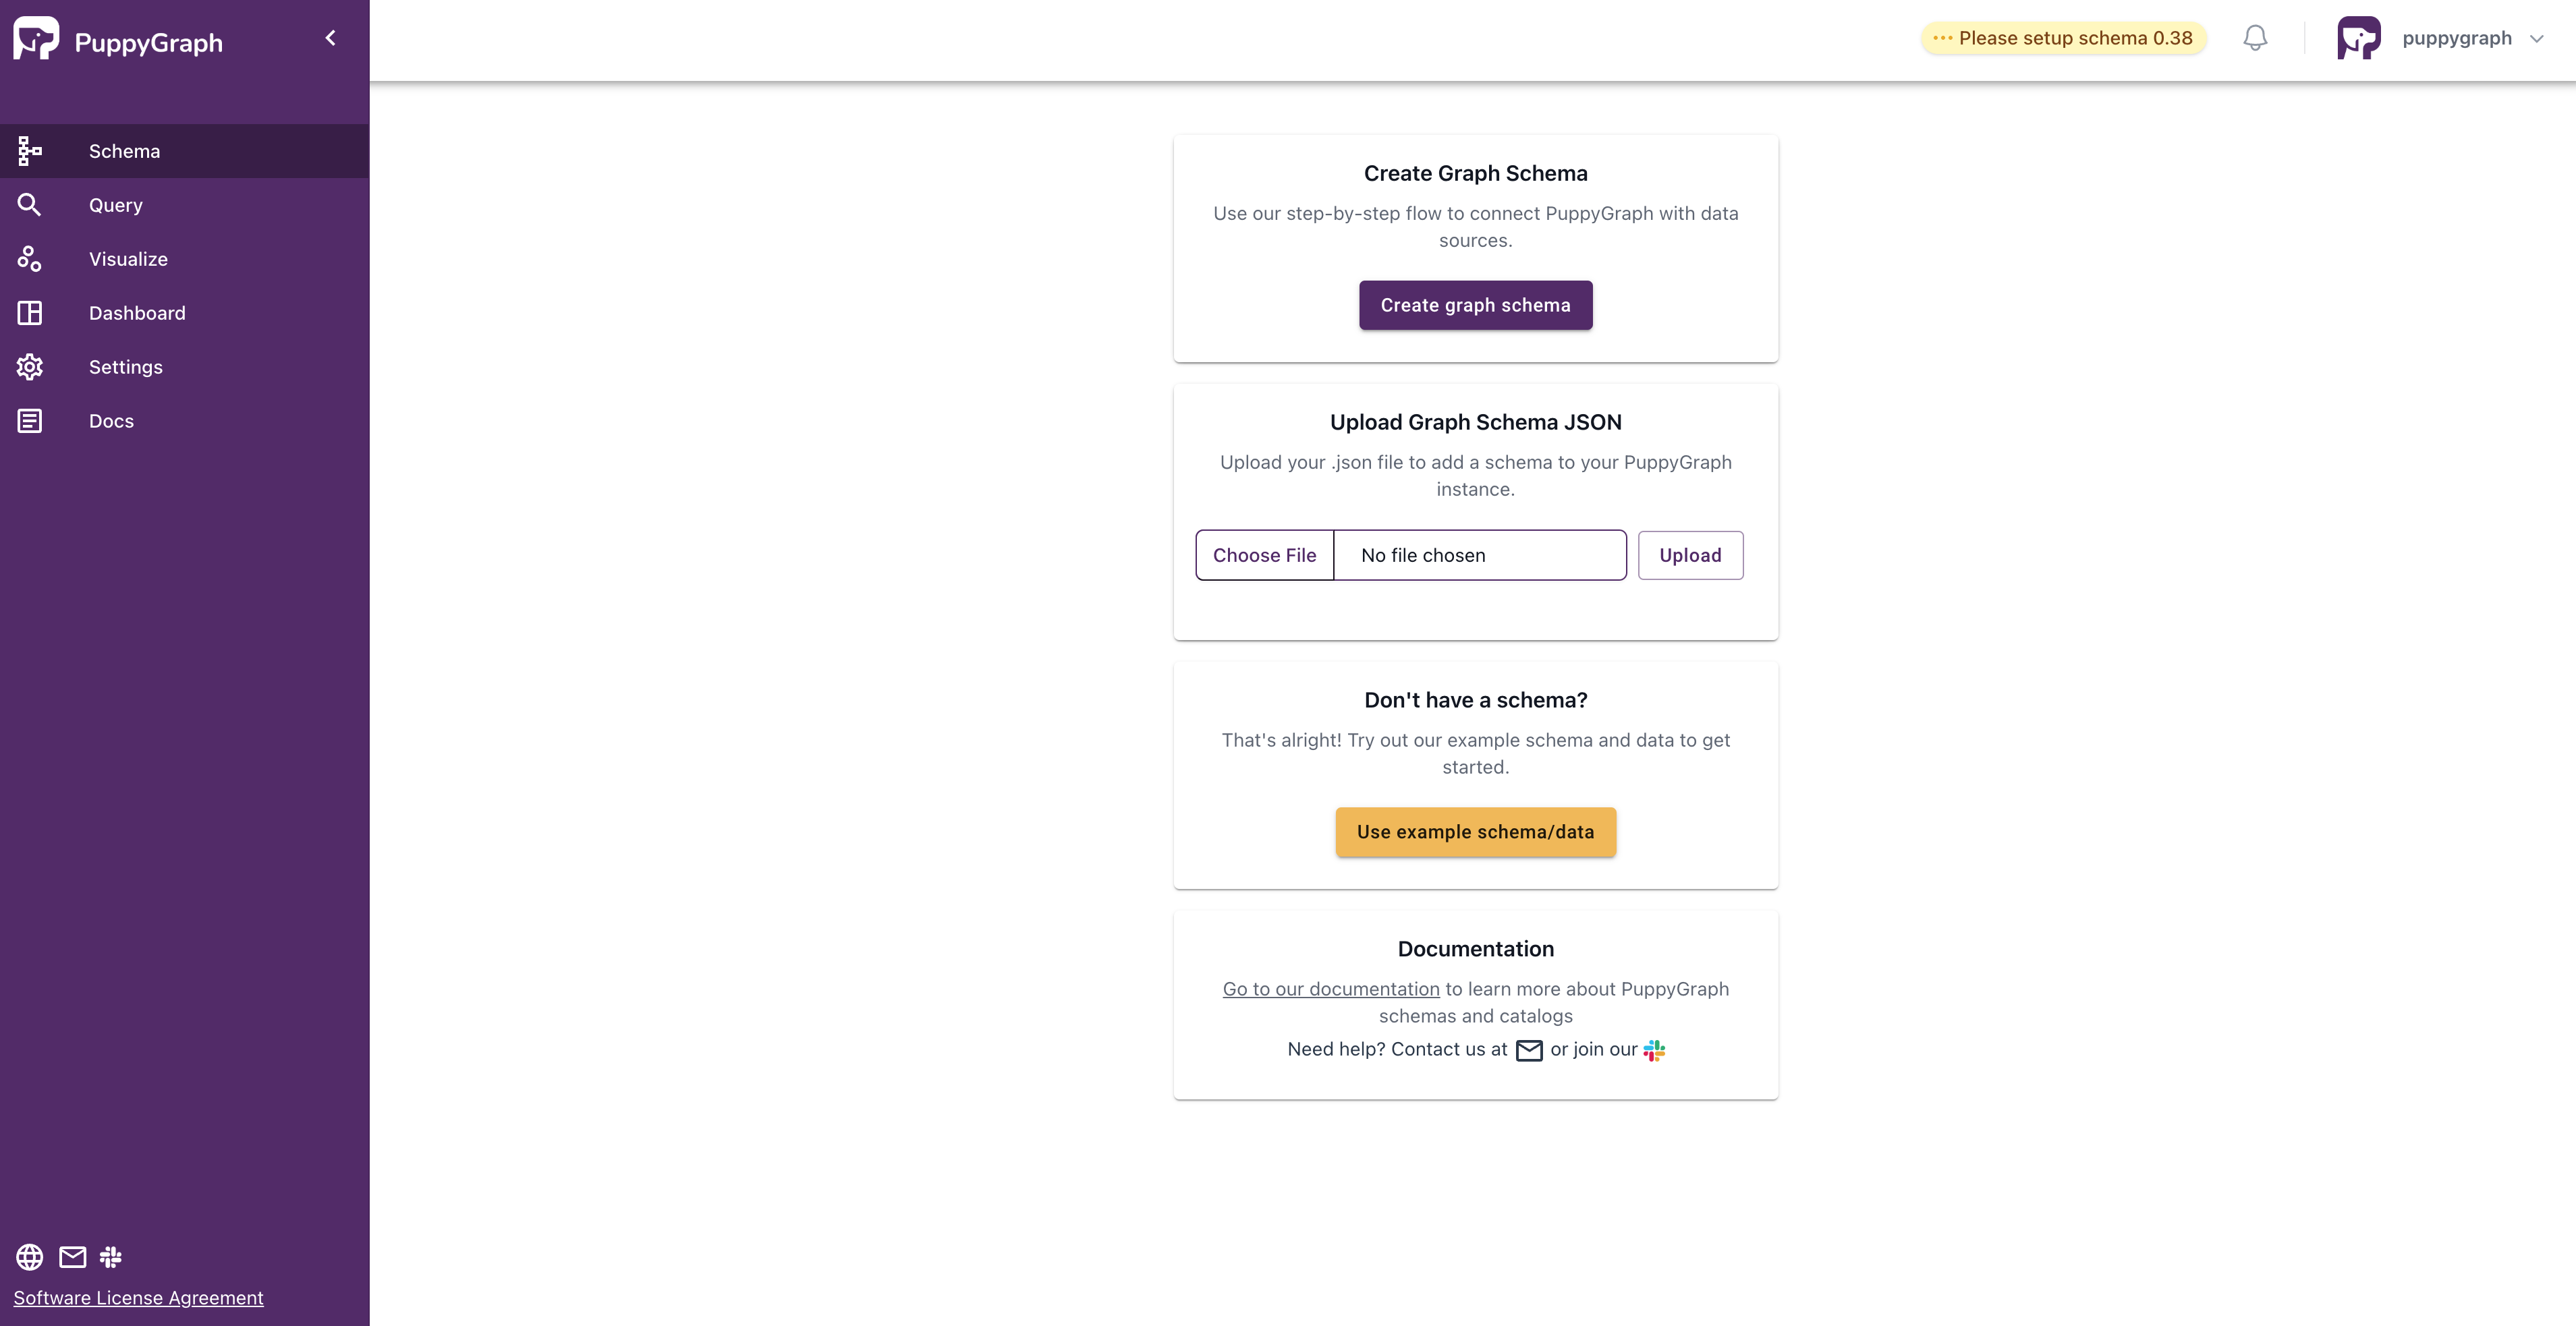 PuppyGraph
Please setup schema 0.38
puppygraph
Schema
Query
Visualize
Dashboard
Settings
Docs
Create Graph Schema
Use our step-by-step flow to connect PuppyGraph with data
sources.
Create graph schema
Upload Graph Schema JSON
Upload your .json file to add a schema to your PuppyGraph
instance.
Choose File No file chosen Upload
Don't have a schema?
That's alright! Try out our example schema and data to get
started.
Use example schema/data
Documentation
Go to our documentation to learn more about PuppyGraph
schemas and catalogs
Need help? Contact us at or join our
Software License Agreement